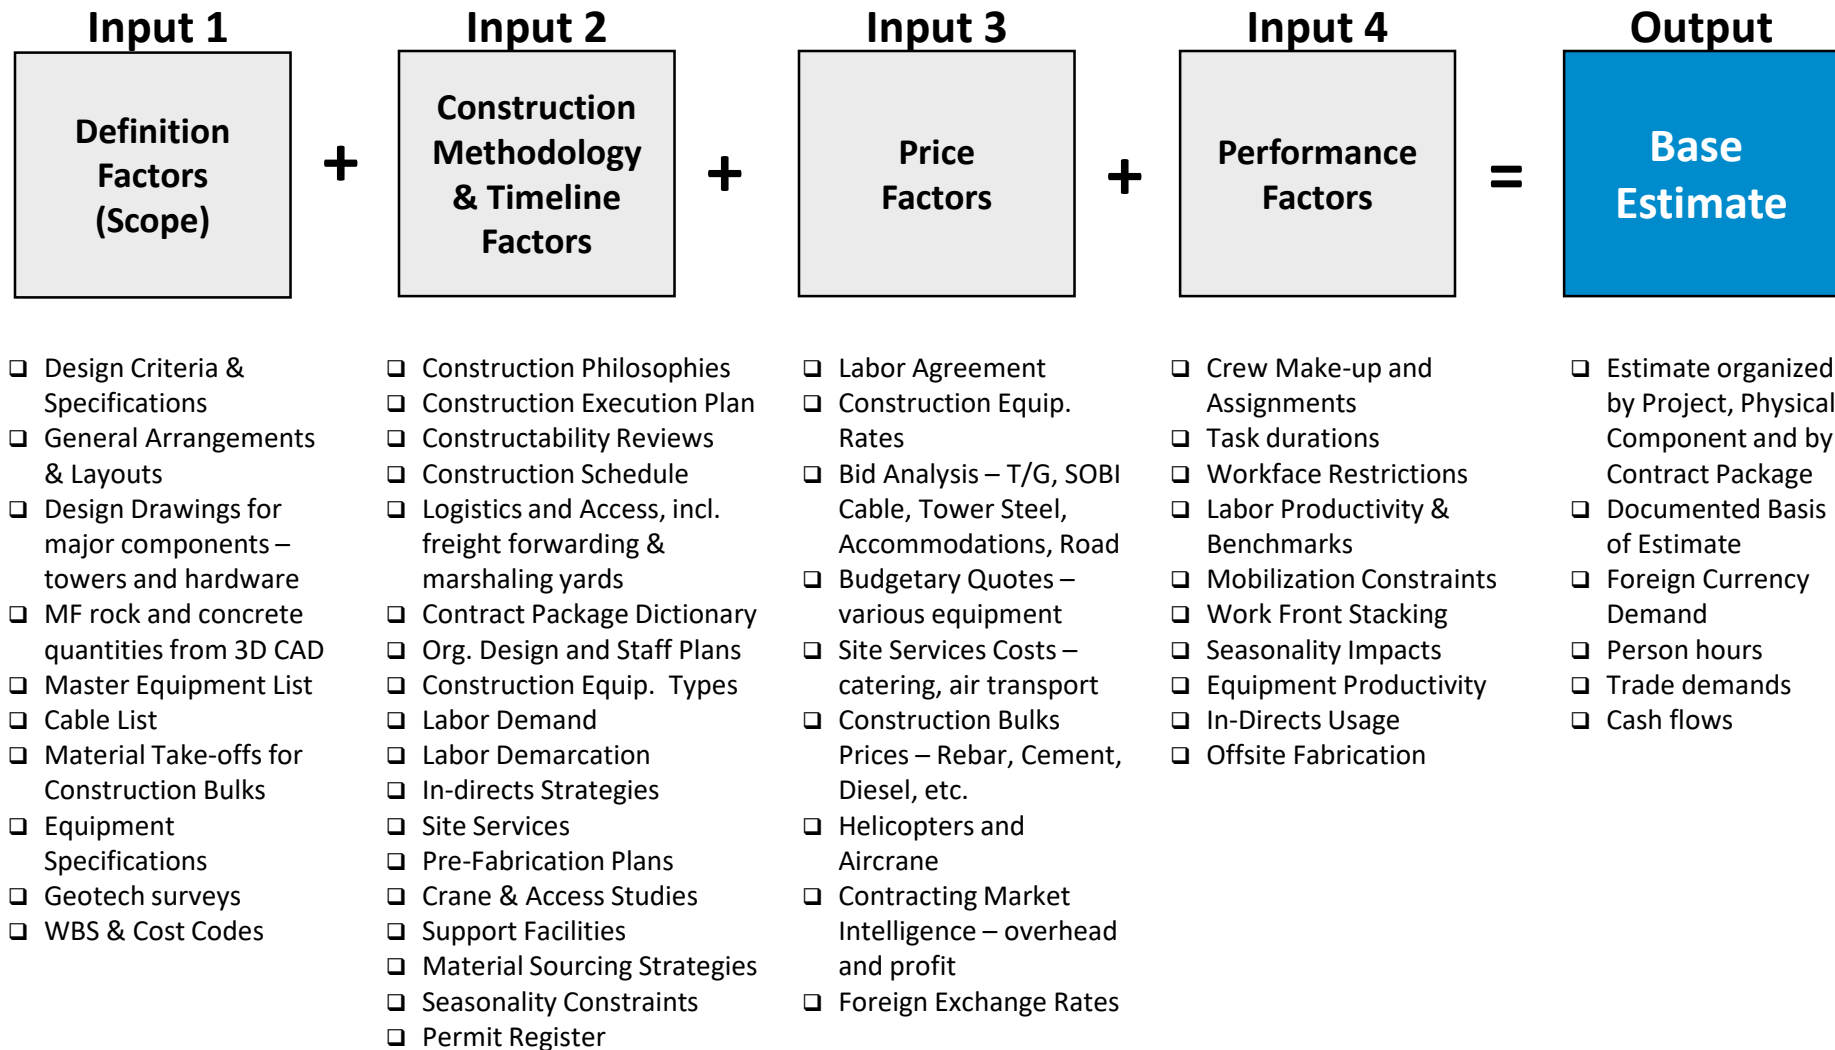 Input 1
Definition
Factors
(Scope)
❑ Design Criteria &
Specifications
❑ General Arrangements
& Layouts
❑ Design Drawings for
major components –
towers and hardware
❑ MF rock and concrete
quantities from 3D CAD
❑ Master Equipment List
❑ Cable List
❑ Material Take-offs for
Construction Bulks
❑ Equipment
Specifications
❑ Geotech surveys
❑ WBS & Cost Codes
+
Input 2
Construction
Methodology
& Timeline
Factors
❑ Construction Philosophies
❑ Construction Execution Plan
❑ Constructability Reviews
❑ Construction Schedule
❑ Logistics and Access, incl.
freight forwarding &
marshaling yards
❑ Contract Package Dictionary
❑ Org. Design and Staff Plans
❑ Construction Equip. Types
❑ Labor Demand
❑ Labor Demarcation
❑ In-directs Strategies
❑ Site Services
❑ Pre-Fabrication Plans
❑ Crane & Access Studies
❑ Support Facilities
❑ Material Sourcing Strategies
❑ Seasonality Constraints
❑ Permit Register
+
Input 3
Price
Factors
❑ Labor Agreement
❑ Construction Equip.
Rates
❑ Bid Analysis – T/G, SOBI
Cable, Tower Steel,
Accommodations, Road
❑ Budgetary Quotes –
various equipment
❑ Site Services Costs –
catering, air transport
❑ Construction Bulks
Prices – Rebar, Cement,
Diesel, etc.
❑ Helicopters and
Aircrane
❑ Contracting Market
Intelligence – overhead
and profit
❑ Foreign Exchange Rates
+
Input 4
Performance
Factors
❑ Crew Make-up and
Assignments
❑ Task durations
❑ Workface Restrictions
❑ Labor Productivity &
Benchmarks
❑ Mobilization Constraints
❑ Work Front Stacking
❑ Seasonality Impacts
❑ Equipment Productivity
❑ In-Directs Usage
❑ Offsite Fabrication
=
Output
Base
Estimate
❑ Estimate organized
by Project, Physical
Component and by
Contract Package
❑ Documented Basis
of Estimate
❑ Foreign Currency
Demand
❑ Person hours
❑ Trade demands
❑ Cash flows